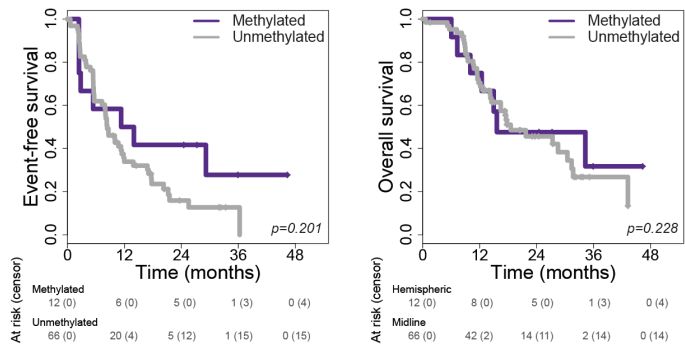 Event-free survival
1.0
0.8
0.6
0.4
0.2
0.0
Methylated
Unmethylated
p=0.201
0 12 24 36 48
Time (months)
At risk (censor)
Methylated
12 (0) 6 (0) 5 (0) 1 (3) 0 (4)
Unmethylated
66 (0) 20 (4) 5 (12) 1 (15) 0 (15)
Overall survival
1.0
0.8
0.6
0.4
0.2
0.0
Methylated
Unmethylated
p=0.228
0 12 24 36 48
Time (months)
At risk (censor)
Hemispheric
12 (0) 8 (0) 5 (0) 1 (3) 0 (4)
Midline
66 (0) 42 (2) 14 (11) 2 (14) 0 (14)